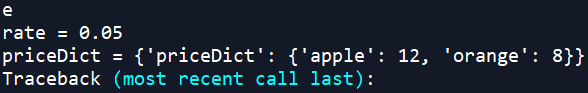 e
rate = 0.05
priceDict = {'priceDict': {'apple': 12, 'orange': 8}}
Traceback (most recent call last):